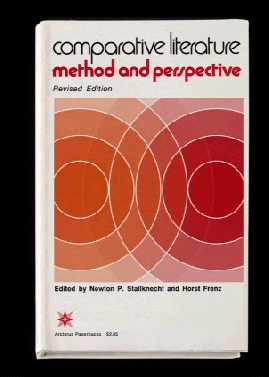 comparative literature
method and perspective
Revised Edition
Edited by Newton P. Stallknecht and Horst Frenz
Arcturus Paperbacks $2.45